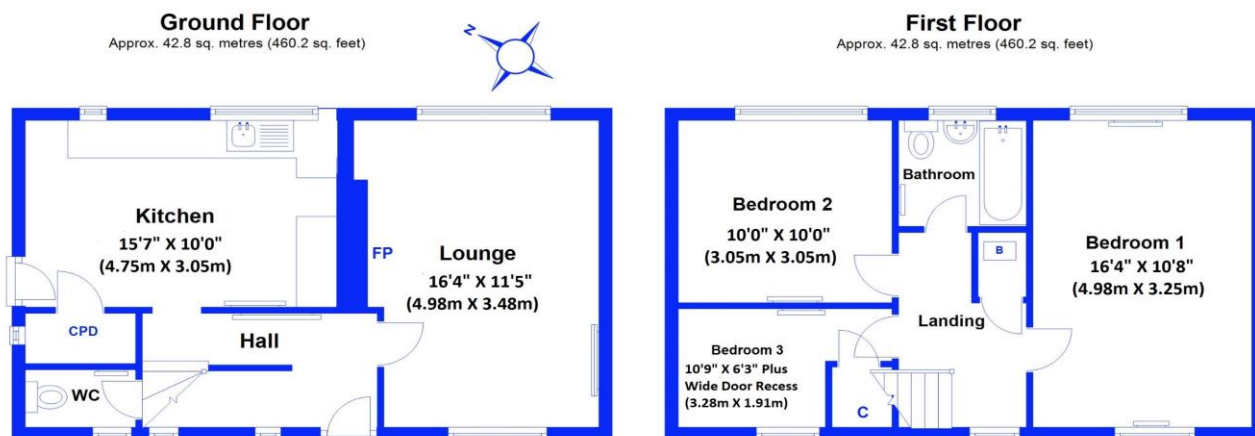 Ground Floor
Approx. 42.8 sq. metres (460.2 sq. feet)
N
Kitchen
15'7" X 10'0"
(4.75m X 3.05m)
FP
Lounge
16'4" X 11'5"
(4.98m X 3.48m)
CPD
Hall
WC
First Floor
Approx. 42.8 sq. metres (460.2 sq. feet)
Bedroom 2
10'0" X 10'0"
(3.05m X 3.05m)
Bathroom
B
Bedroom 1
16'4" X 10'8"
(4.98m X 3.25m)
Landing
Bedroom 3
10'9" X 6'3" Plus
Wide Door Recess
(3.28m X 1.91m)
C